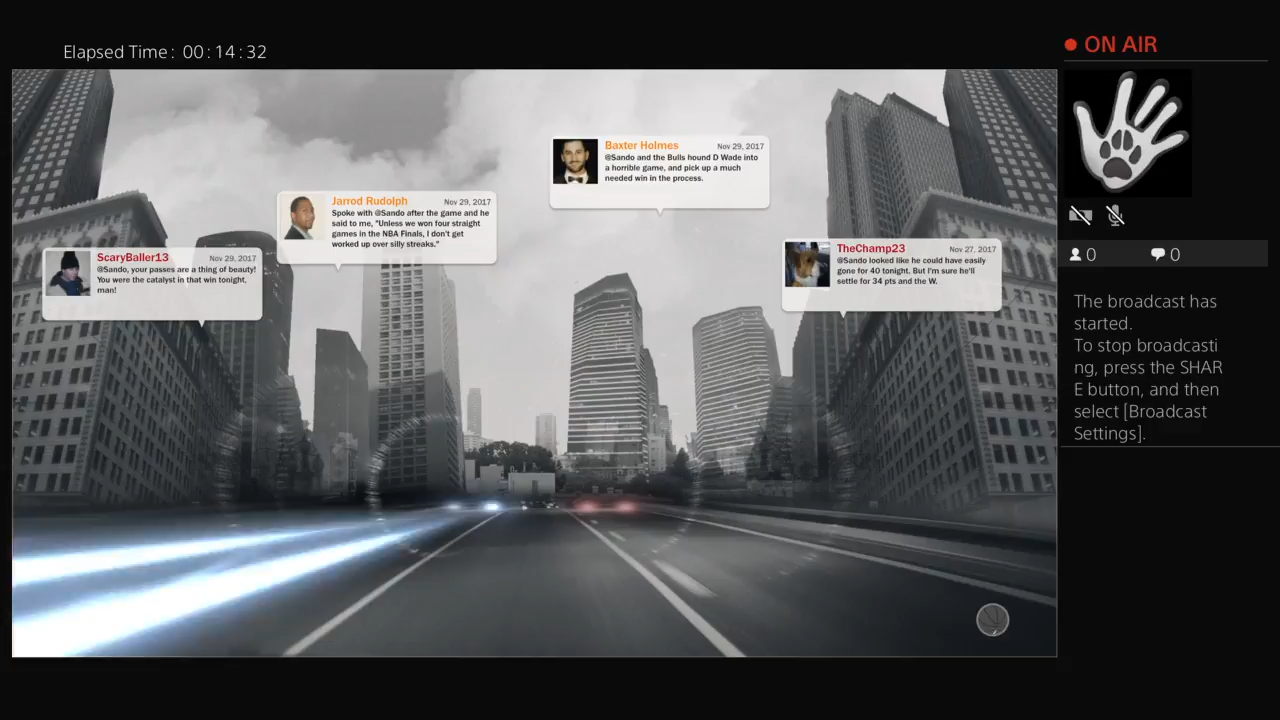 Elapsed Time: 00:14:32
ON AIR
Baxter Holmes Nov 29, 2017
@Sando and the Bulls hound D Wade into
a horrible game, and pick up a much
needed win in the process.
Jarrod Rudolph Nov 29, 2017
Spoke with @Sando after the game and he
said to me, "Unless we won four straight
games in the NBA Finals, I don't get
worked up over silly streaks."
ScaryBaller13 Nov 29, 2017
@Sando, your passes are a thing of beauty!
You were the catalyst in that win tonight,
man!
TheChamp23 Nov 27, 2017
@Sando looked like he could have easily
gone for 40 tonight. But I'm sure he'll
settle for 34 pts and the W.
0 0
The broadcast has
started.
To stop broadcasti
ng, press the SHAR
E button, and then
select [Broadcast
Settings].